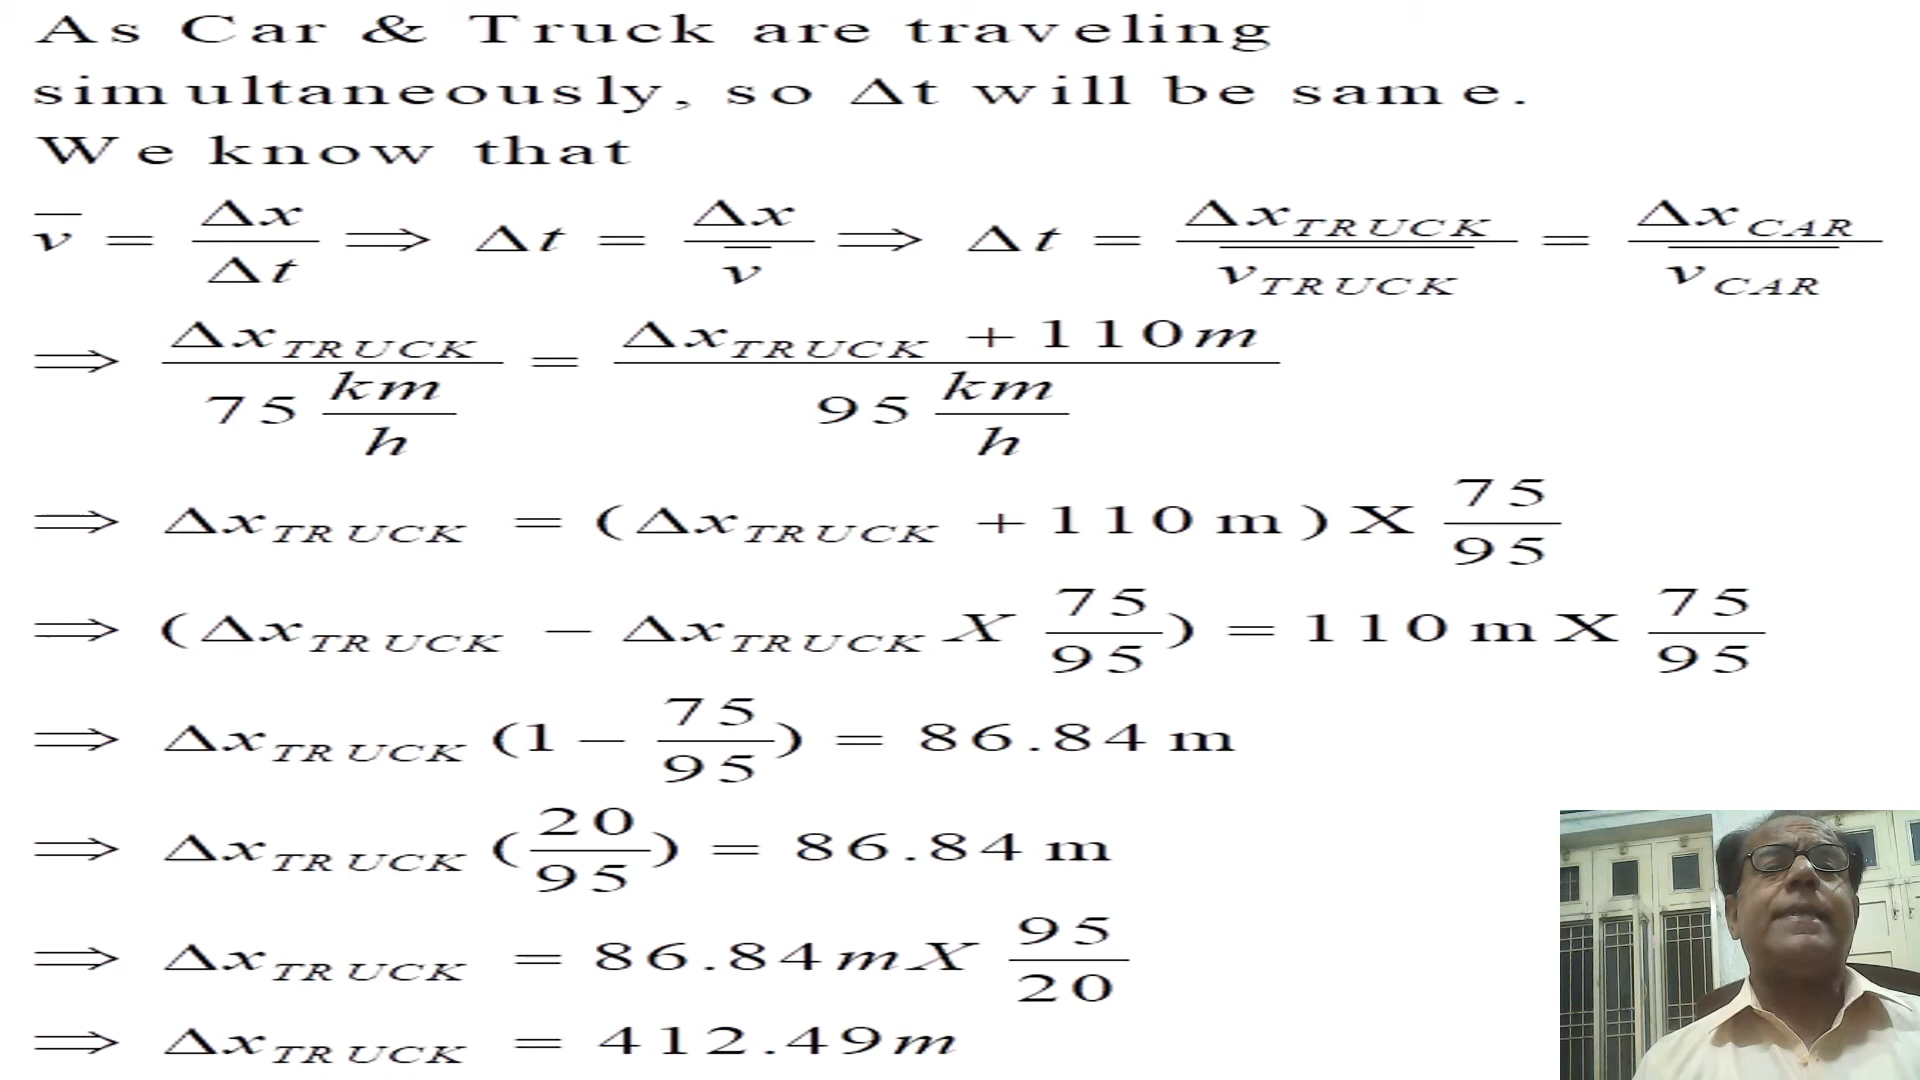 As Car & Truck are traveling
simultaneously, so Δt will be same.
We know that
v̅ = Δx/Δt ⟹ Δt = Δx/v̅ ⟹ Δt = Δx_TRUCK/v̅_TRUCK = Δx_CAR/v̅_CAR
⟹ Δx_TRUCK/(75 km/h) = (Δx_TRUCK + 110m)/(95 km/h)
⟹ Δx_TRUCK = (Δx_TRUCK + 110 m) X 75/95
⟹ (Δx_TRUCK − Δx_TRUCK X 75/95) = 110 m X 75/95
⟹ Δx_TRUCK (1 − 75/95) = 86.84 m
⟹ Δx_TRUCK (20/95) = 86.84 m
⟹ Δx_TRUCK = 86.84m X 95/20
⟹ Δx_TRUCK = 412.49m